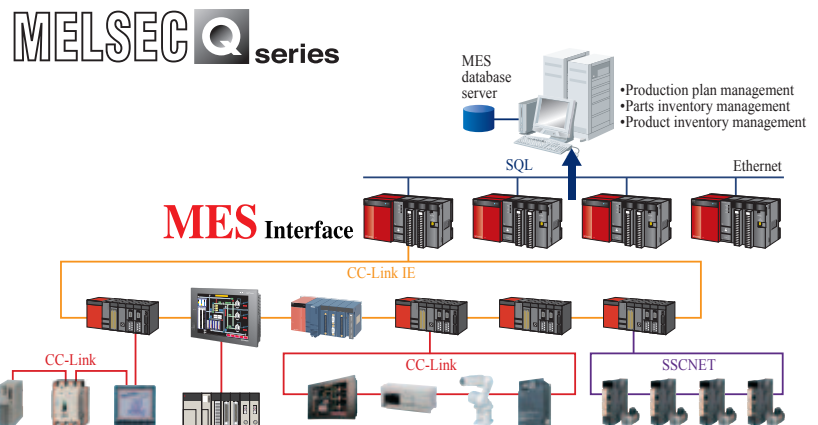 MELSEC Q series
MES
database
server
•Production plan management
•Parts inventory management
•Product inventory management
SQL
Ethernet
MES Interface
CC-Link IE
CC-Link
CC-Link
SSCNET